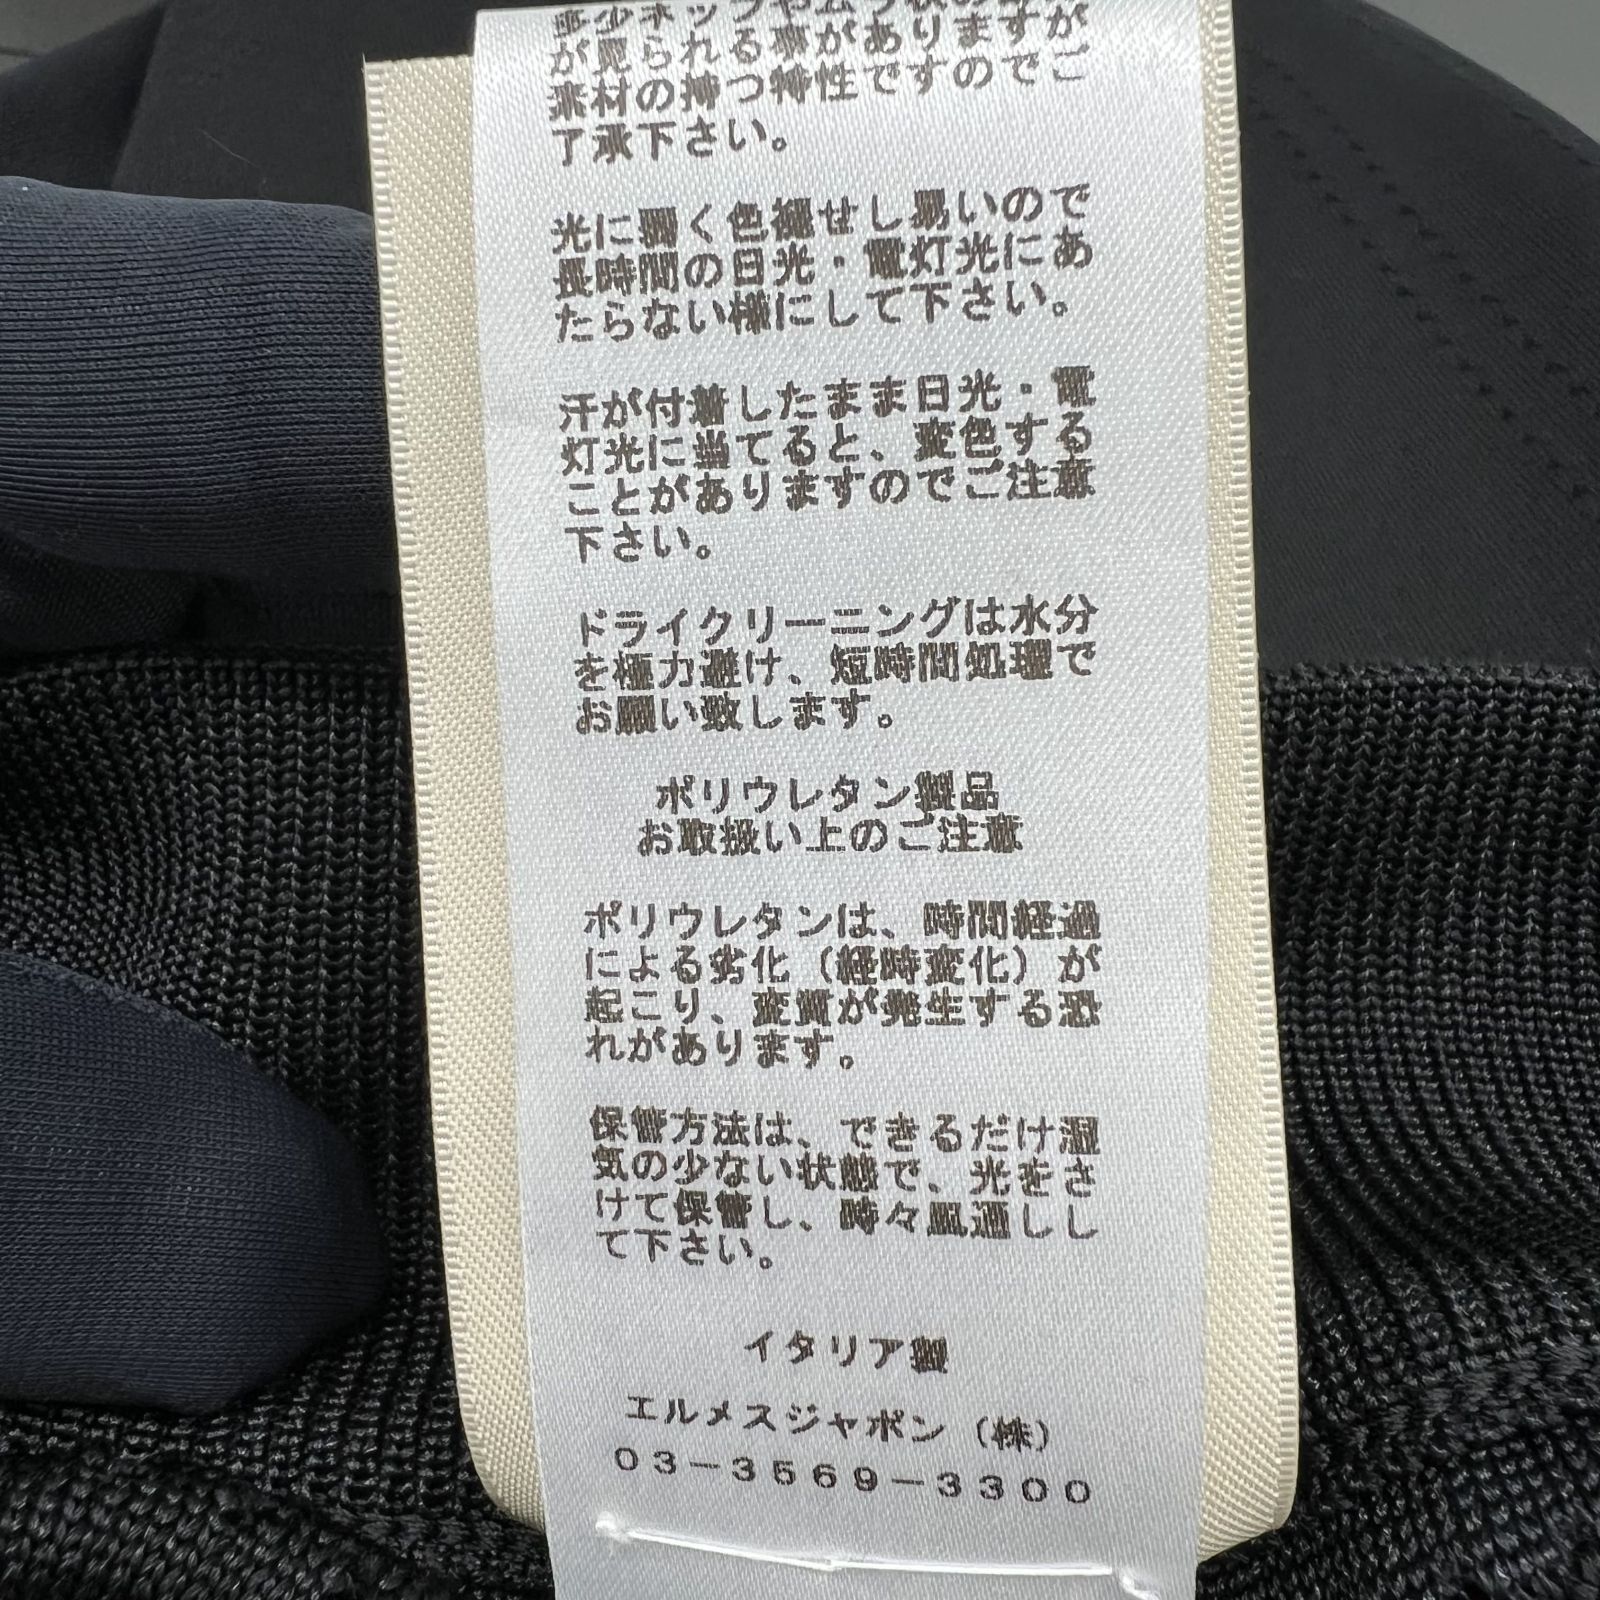 多少ネップやムラ状の
が見られる事がありますが
素材の持つ特性ですのでご
了承下さい。
光に弱く色褪せし易いので
長時間の日光・電灯光にあ
たらない様にして下さい。
汗が付着したまま日光・電
灯光に当てると、変色する
ことがありますのでご注意
下さい。
ドライクリーニングは水分
を極力避け、短時間処理で
お願い致します。
ポリウレタン製品
お取扱い上のご注意
ポリウレタンは、時間経過
による劣化（経時変化）が
起こり、変質が発生する恐
れがあります。
保管方法は、できるだけ湿
気の少ない状態で、光をさ
けて保管し、時々風通しし
て下さい。
イタリア製
エルメスジャポン（株）
03-3569-3300